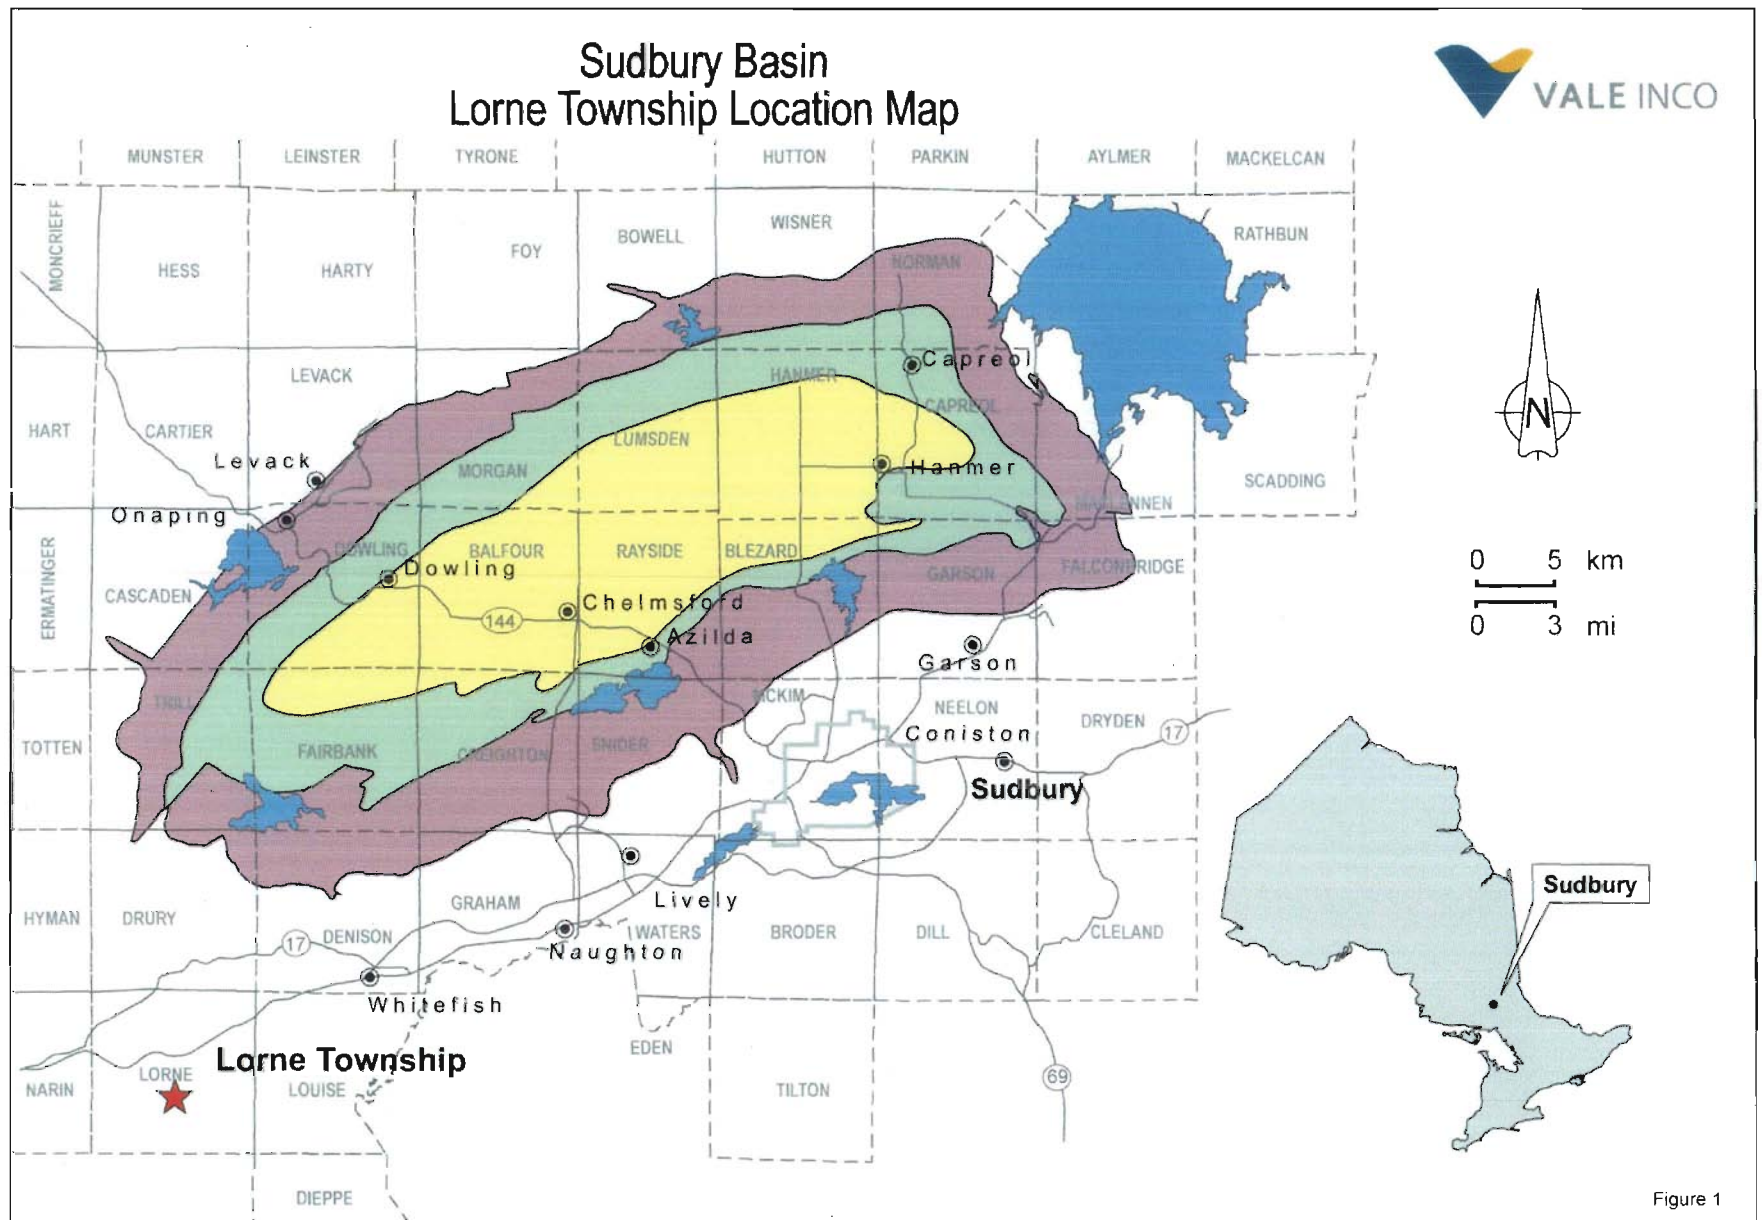 Sudbury Basin
Lorne Township Location Map
VALE INCO
MUNSTER
LEINSTER
TYRONE
HUTTON
PARKIN
AYLMER
MACKELCAN
MONCRIEFF
HESS
HARTY
FOY
BOWELL
WISNER
NORMAN
RATHBUN
LEVACK
HANMER
Capreol
CAPREOL
HART
CARTIER
LUMSDEN
Levack
MORGAN
Hanmer
SCADDING
N
Onaping
MACLENNEN
ERMATINGER
DOWLING
BALFOUR
RAYSIDE
BLEZARD
GARSON
FALCONBRIDGE
0 5 km
0 3 mi
Dowling
CASCADEN
Chelmsford
144
Azilda
Garson
TRILL
MCKIM
NEELON
DRYDEN
17
TOTTEN
FAIRBANK
CREIGHTON
SNIDER
Coniston
Sudbury
Sudbury
Lively
GRAHAM
HYMAN
DRURY
17
DENISON
WATERS
BRODER
DILL
CLELAND
Naughton
Whitefish
EDEN
Lorne Township
NARIN
LORNE
LOUISE
TILTON
69
DIEPPE
Figure 1